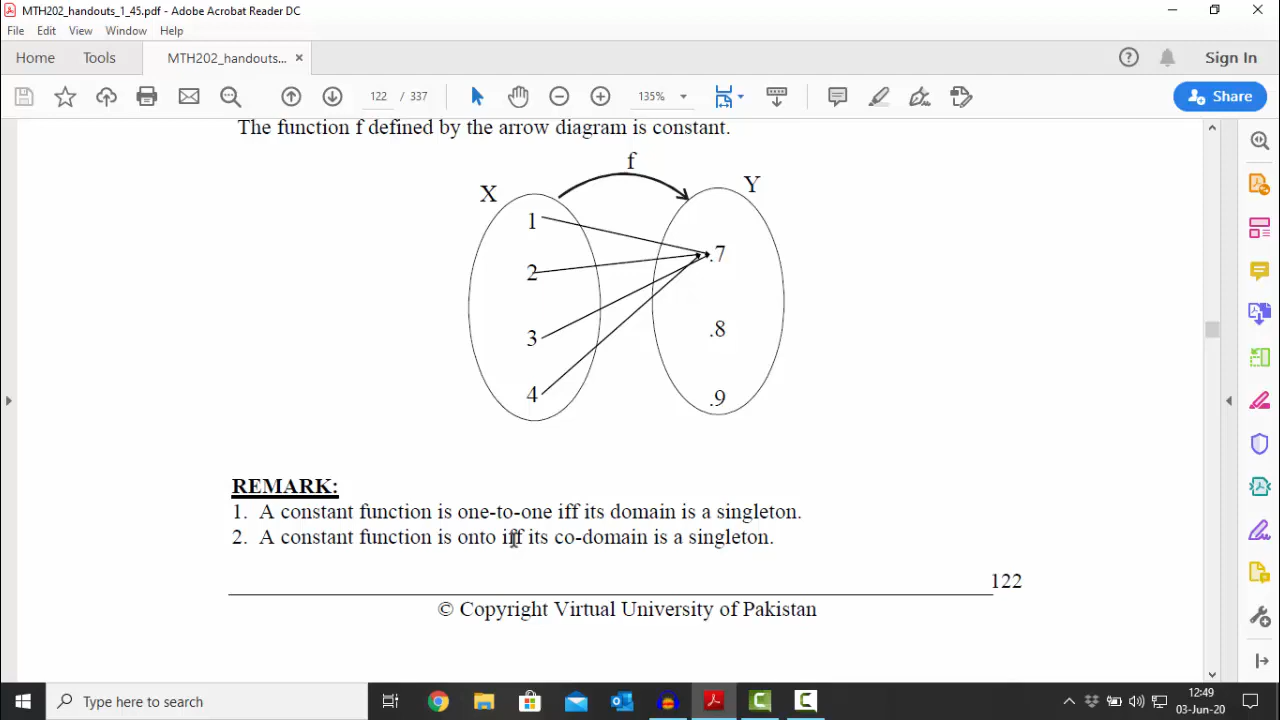 MTH202_handouts_1_45.pdf - Adobe Acrobat Reader DC
File Edit View Window Help
Home Tools MTH202_handouts... × Sign In
122 / 337 135% Share
The function f defined by the arrow diagram is constant.
f
X Y
1
.7
2
.8
3
4
.9
REMARK:
1. A constant function is one-to-one iff its domain is a singleton.
2. A constant function is onto iff its co-domain is a singleton.
122
© Copyright Virtual University of Pakistan
Type here to search
12:49
03-Jun-20